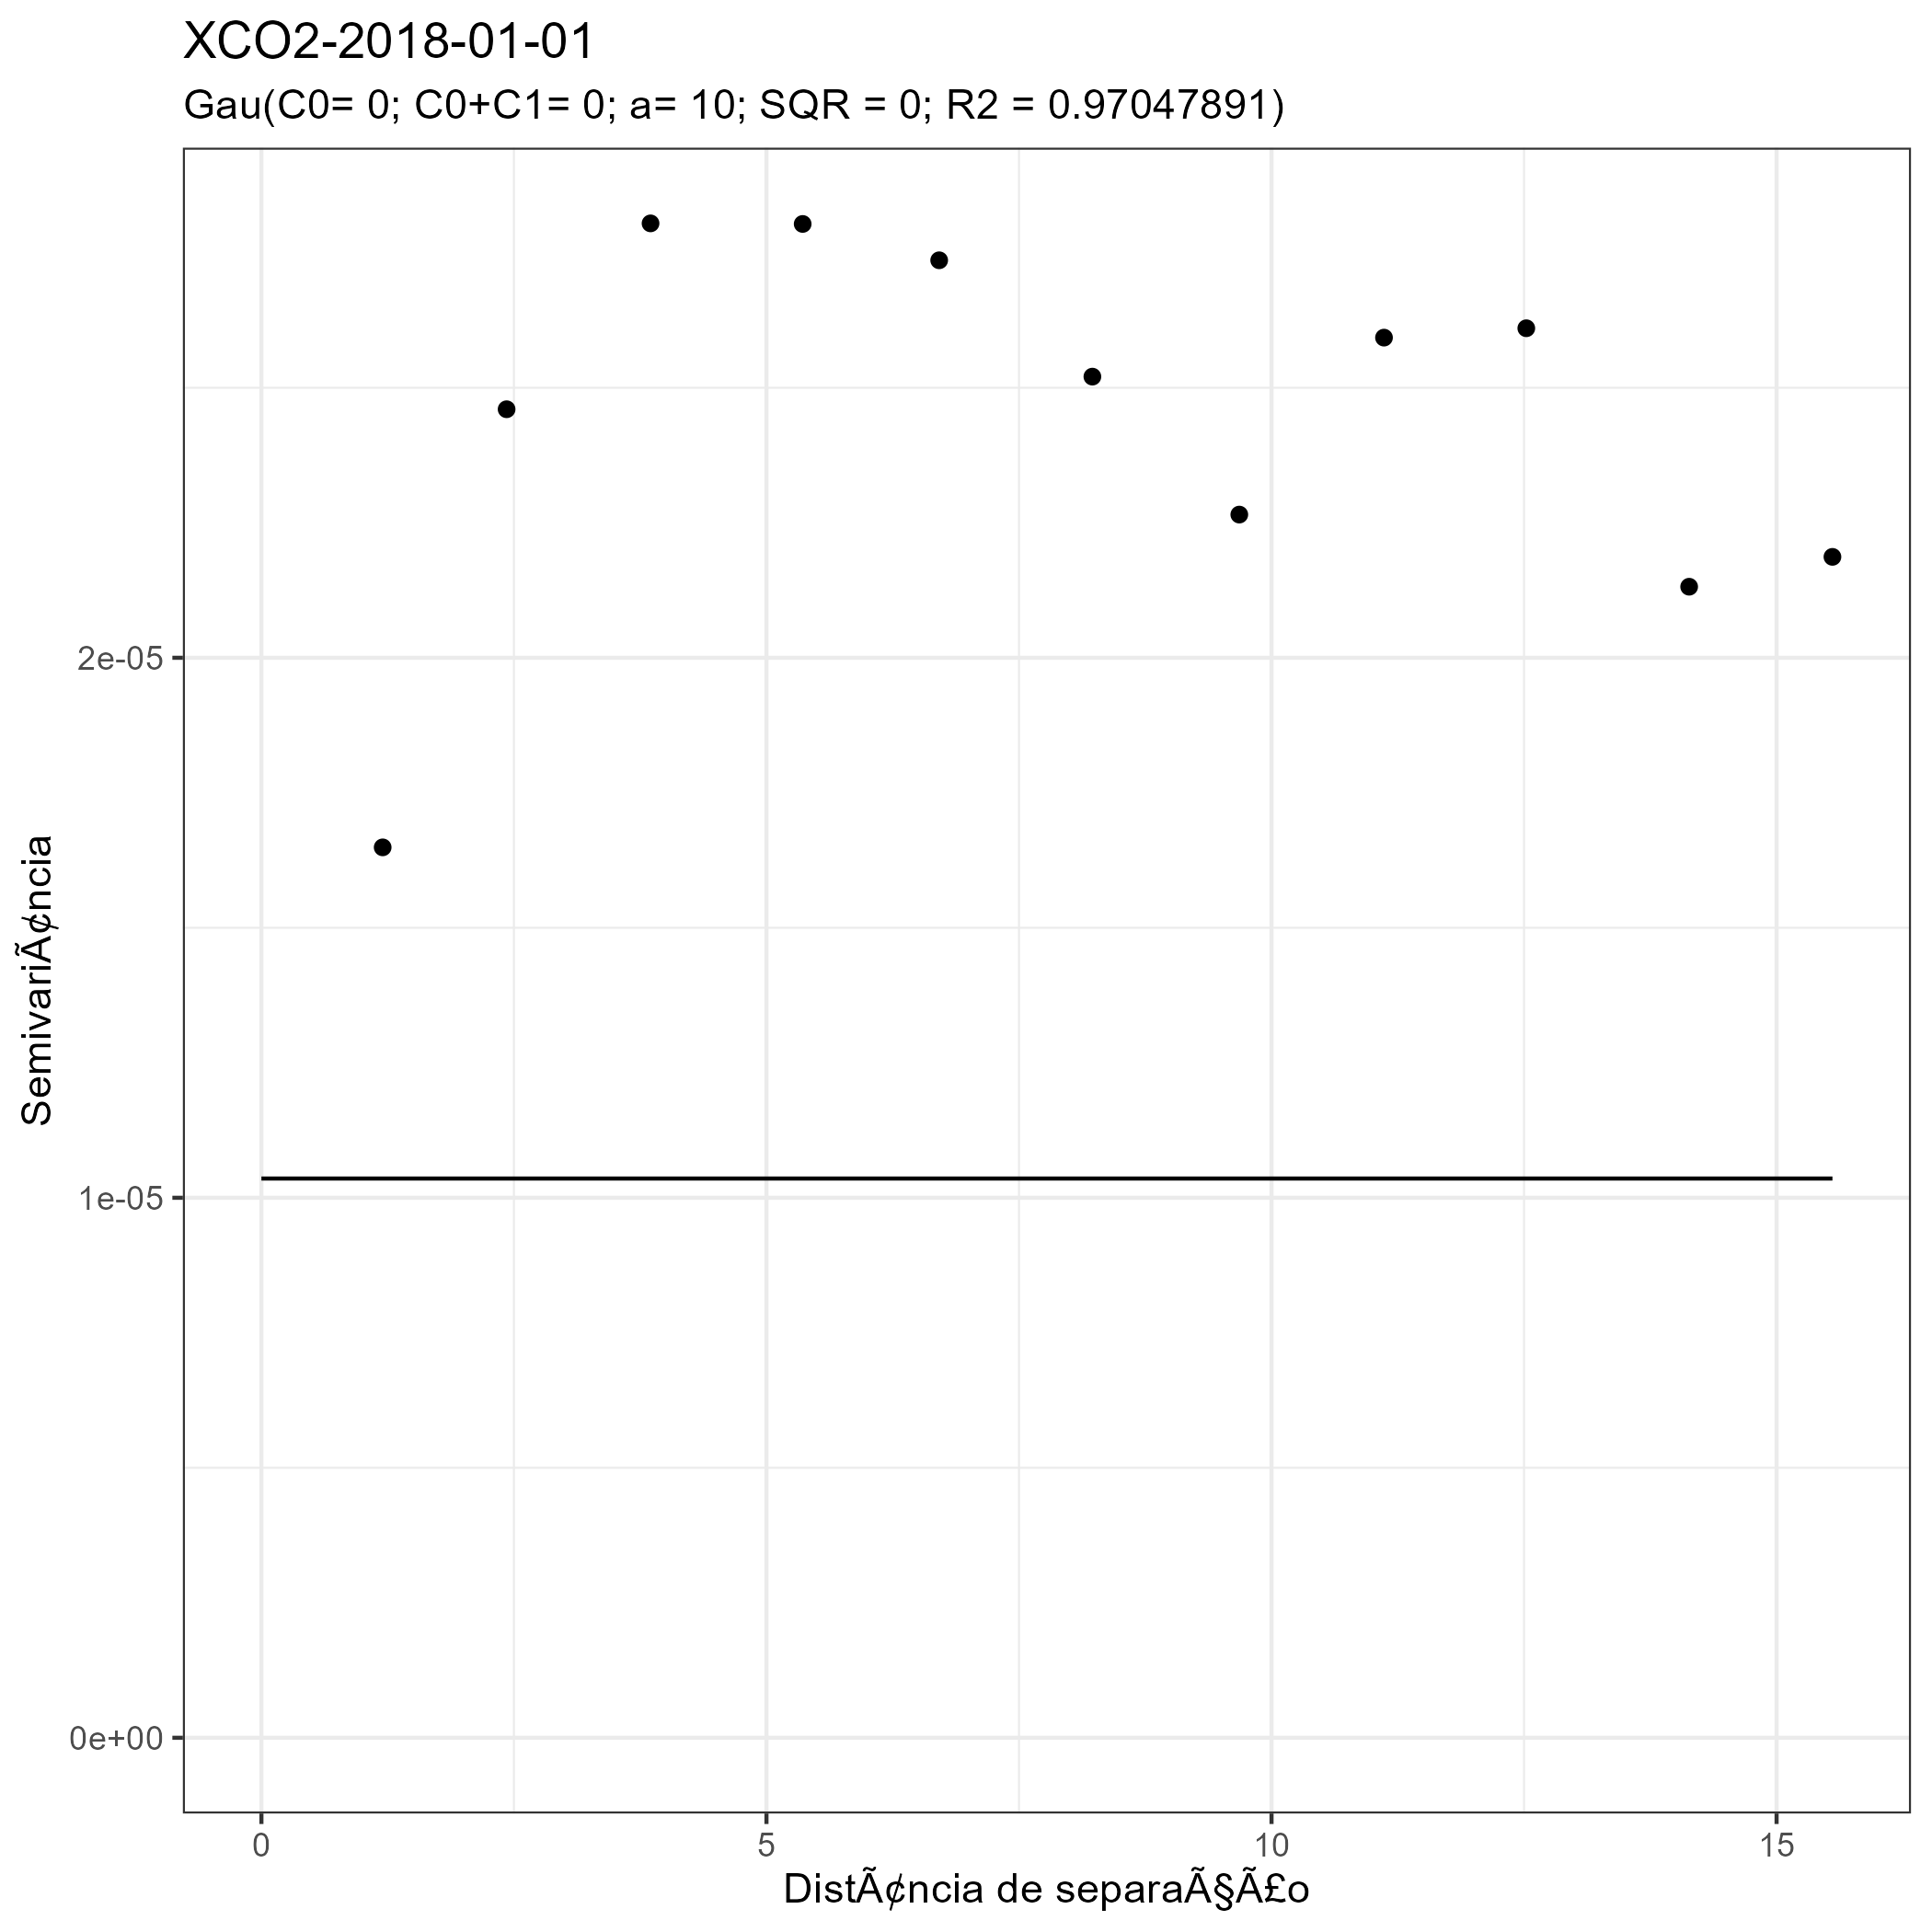 XCO2-2018-01-01
Gau(C0= 0; C0+C1= 0; a= 10; SQR = 0; R2 = 0.97047891)
SemivariÃ¢ncia
2e-05
1e-05
0e+00
0 5 10 15
DistÃ¢ncia de separaÃ§Ã£o